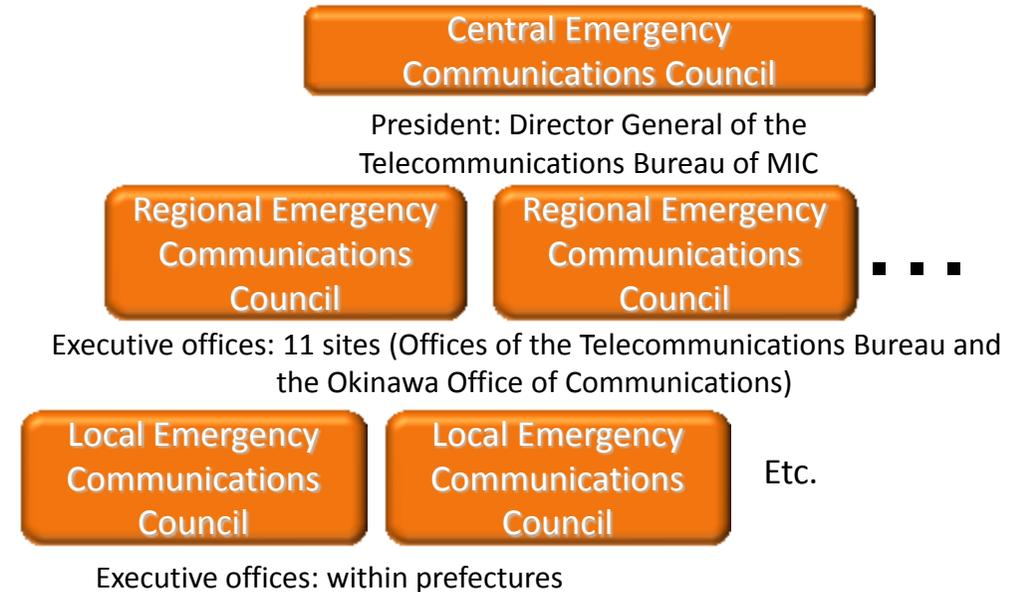 Central Emergency
Communications Council
President: Director General of the
Telecommunications Bureau of MIC
Regional Emergency
Communications
Council
Regional Emergency
Communications
Council
...
Executive offices: 11 sites (Offices of the Telecommunications Bureau and
the Okinawa Office of Communications)
Local Emergency
Communications
Council
Local Emergency
Communications
Council
Etc.
Executive offices: within prefectures